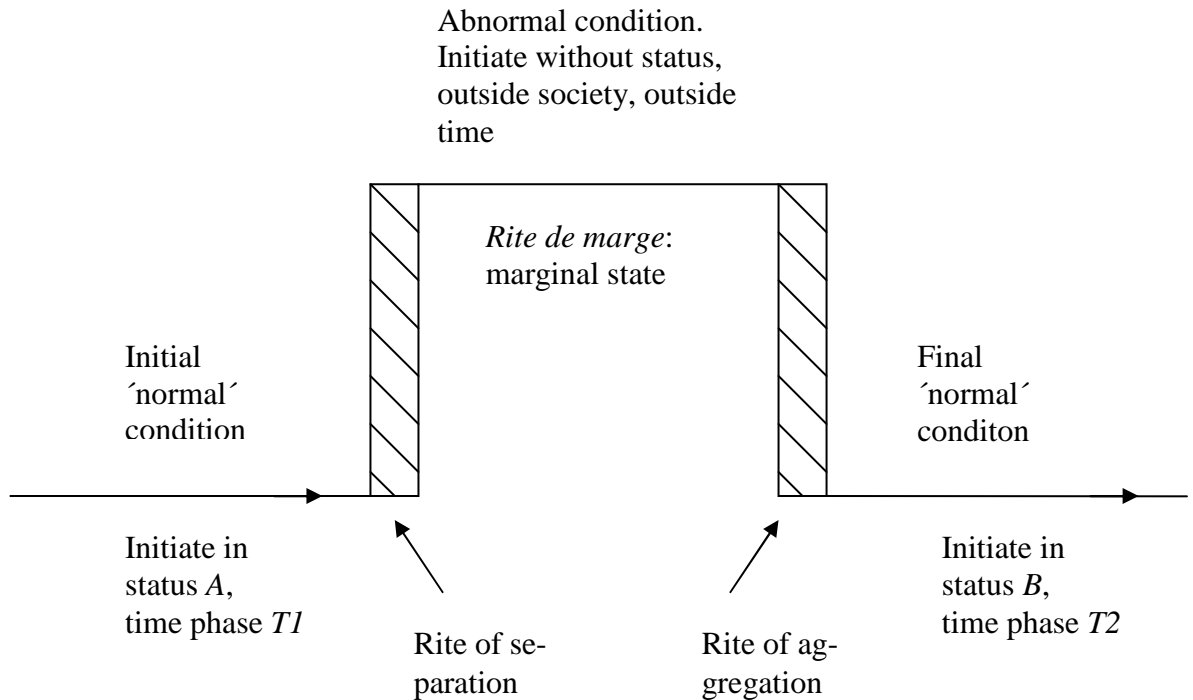 Abnormal condition.
Initiate without status,
outside society, outside
time
Rite de marge:
marginal state
Initial
´normal´
condition
Final
´normal´
conditon
Initiate in
status A,
time phase T1
Initiate in
status B,
time phase T2
Rite of se-
paration
Rite of ag-
gregation